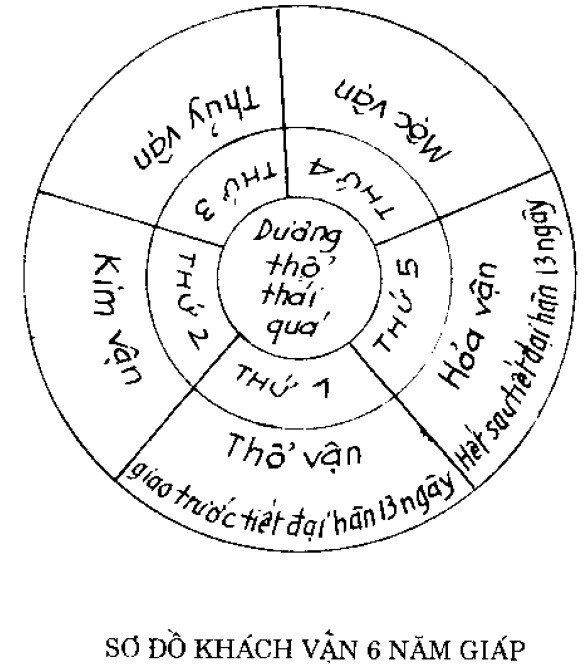 Dương
thổ
thái
quá
THỨ 1
Thổ vận
giao trước tiết đại hãn 13 ngày
THỨ 2
Kim vận
THỨ 3
Thủy vận
THỨ 4
Mộc vận
THỨ 5
Hỏa vận
Hết sau tiết đại hãn 13 ngày
SƠ ĐỒ KHÁCH VẬN 6 NĂM GIÁP